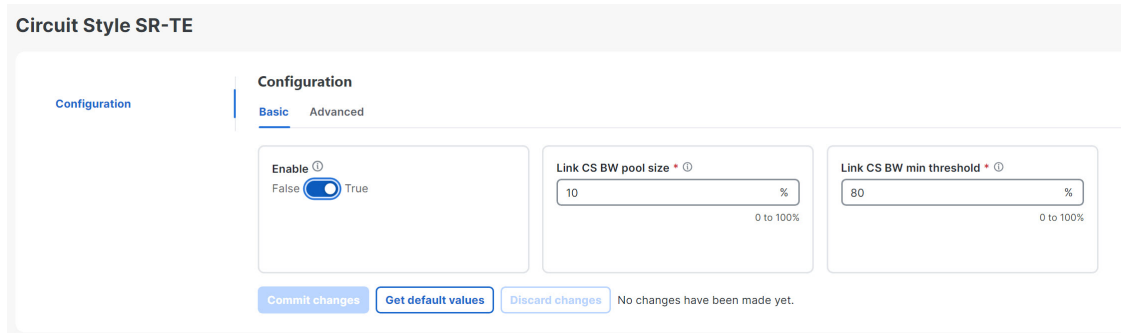 Circuit Style SR-TE
Configuration
Configuration
Basic Advanced
Enable ⓘ
False True
Link CS BW pool size * ⓘ
10 %
0 to 100%
Link CS BW min threshold * ⓘ
80 %
0 to 100%
Commit changes Get default values Discard changes No changes have been made yet.